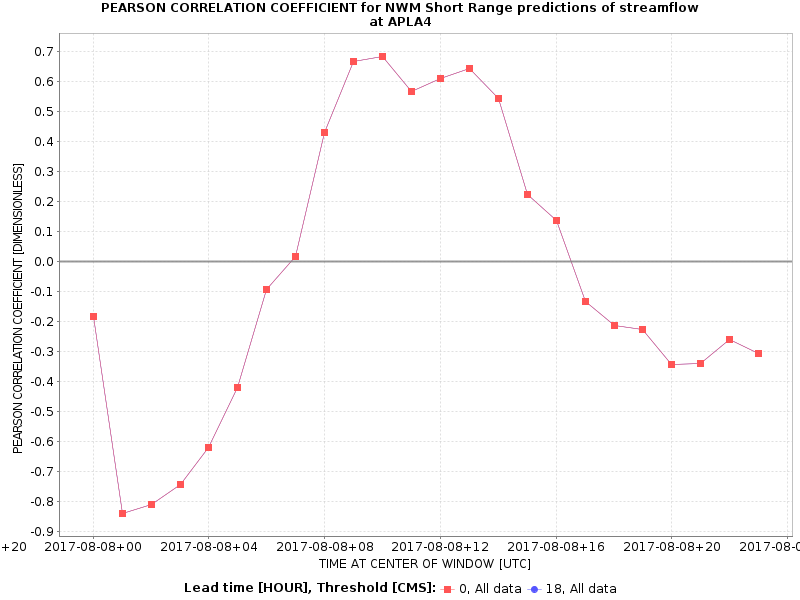 PEARSON CORRELATION COEFFICIENT for NWM Short Range predictions of streamflow
at APLA4
PEARSON CORRELATION COEFFICIENT [DIMENSIONLESS]
0.7
0.6
0.5
0.4
0.3
0.2
0.1
0.0
-0.1
-0.2
-0.3
-0.4
-0.5
-0.6
-0.7
-0.8
-0.9
+20 2017-08-08+00 2017-08-08+04 2017-08-08+08 2017-08-08+12 2017-08-08+16 2017-08-08+20 2017-08-0
TIME AT CENTER OF WINDOW [UTC]
Lead time [HOUR], Threshold [CMS]: 0, All data 18, All data